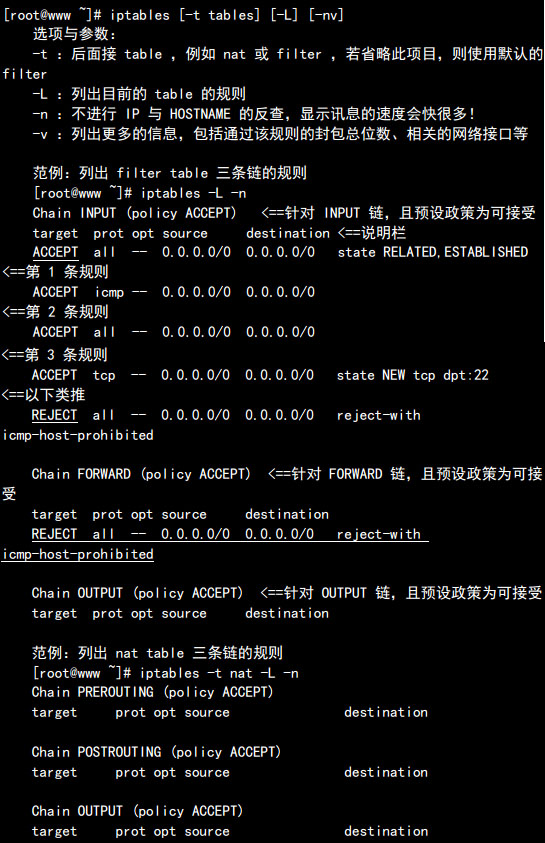 [root@www ~]# iptables [-t tables] [-L] [-nv]
选项与参数：
-t ：后面接 table ，例如 nat 或 filter ，若省略此项目，则使用默认的
filter
-L ：列出目前的 table 的规则
-n ：不进行 IP 与 HOSTNAME 的反查，显示讯息的速度会快很多！
-v ：列出更多的信息，包括通过该规则的封包总位数、相关的网络接口等
范例：列出 filter table 三条链的规则
[root@www ~]# iptables -L -n
Chain INPUT (policy ACCEPT) <==针对 INPUT 链，且预设政策为可接受
target prot opt source destination <==说明栏
ACCEPT all -- 0.0.0.0/0 0.0.0.0/0 state RELATED,ESTABLISHED
<==第 1 条规则
ACCEPT icmp -- 0.0.0.0/0 0.0.0.0/0
<==第 2 条规则
ACCEPT all -- 0.0.0.0/0 0.0.0.0/0
<==第 3 条规则
ACCEPT tcp -- 0.0.0.0/0 0.0.0.0/0 state NEW tcp dpt:22
<==以下类推
REJECT all -- 0.0.0.0/0 0.0.0.0/0 reject-with
icmp-host-prohibited
Chain FORWARD (policy ACCEPT) <==针对 FORWARD 链，且预设政策为可接
受
target prot opt source destination
REJECT all -- 0.0.0.0/0 0.0.0.0/0 reject-with
icmp-host-prohibited
Chain OUTPUT (policy ACCEPT) <==针对 OUTPUT 链，且预设政策为可接受
target prot opt source destination
范例：列出 nat table 三条链的规则
[root@www ~]# iptables -t nat -L -n
Chain PREROUTING (policy ACCEPT)
target prot opt source destination
Chain POSTROUTING (policy ACCEPT)
target prot opt source destination
Chain OUTPUT (policy ACCEPT)
target prot opt source destination